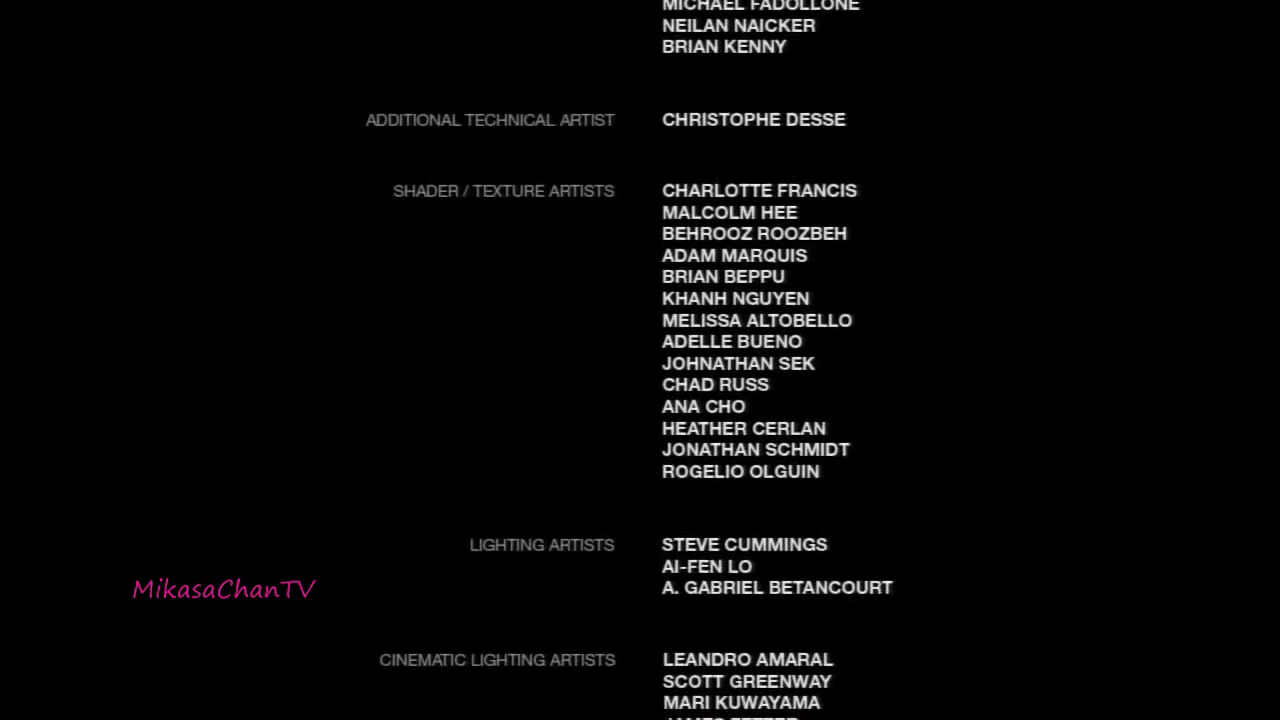 MICHAEL FADOLLONE
NEILAN NAICKER
BRIAN KENNY
ADDITIONAL TECHNICAL ARTIST CHRISTOPHE DESSE
SHADER / TEXTURE ARTISTS CHARLOTTE FRANCIS
MALCOLM HEE
BEHROOZ ROOZBEH
ADAM MARQUIS
BRIAN BEPPU
KHANH NGUYEN
MELISSA ALTOBELLO
ADELLE BUENO
JOHNATHAN SEK
CHAD RUSS
ANA CHO
HEATHER CERLAN
JONATHAN SCHMIDT
ROGELIO OLGUIN
LIGHTING ARTISTS STEVE CUMMINGS
AI-FEN LO
A. GABRIEL BETANCOURT
MikasaChanTV
CINEMATIC LIGHTING ARTISTS LEANDRO AMARAL
SCOTT GREENWAY
MARI KUWAYAMA